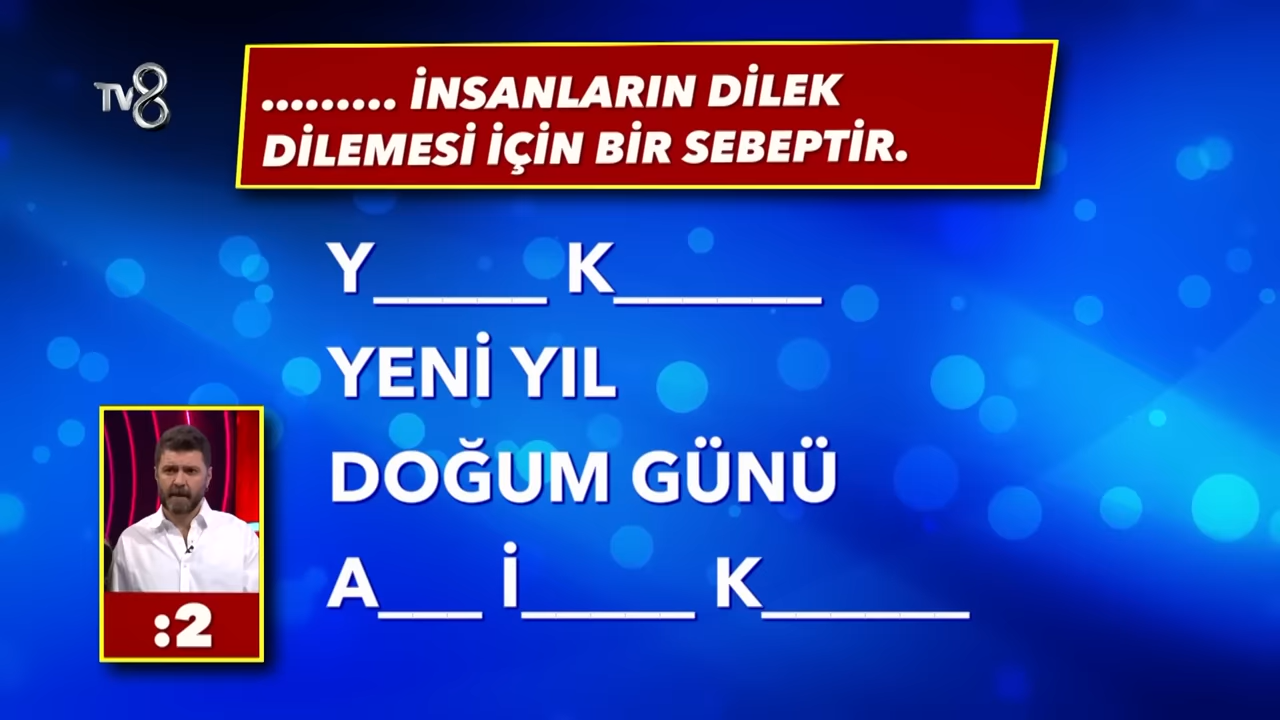 TV8
......... İNSANLARIN DİLEK
DİLEMESİ İÇİN BİR SEBEPTİR.
Y_____ K______
YENİ YIL
DOĞUM GÜNÜ
A___ İ_____ K______
:2